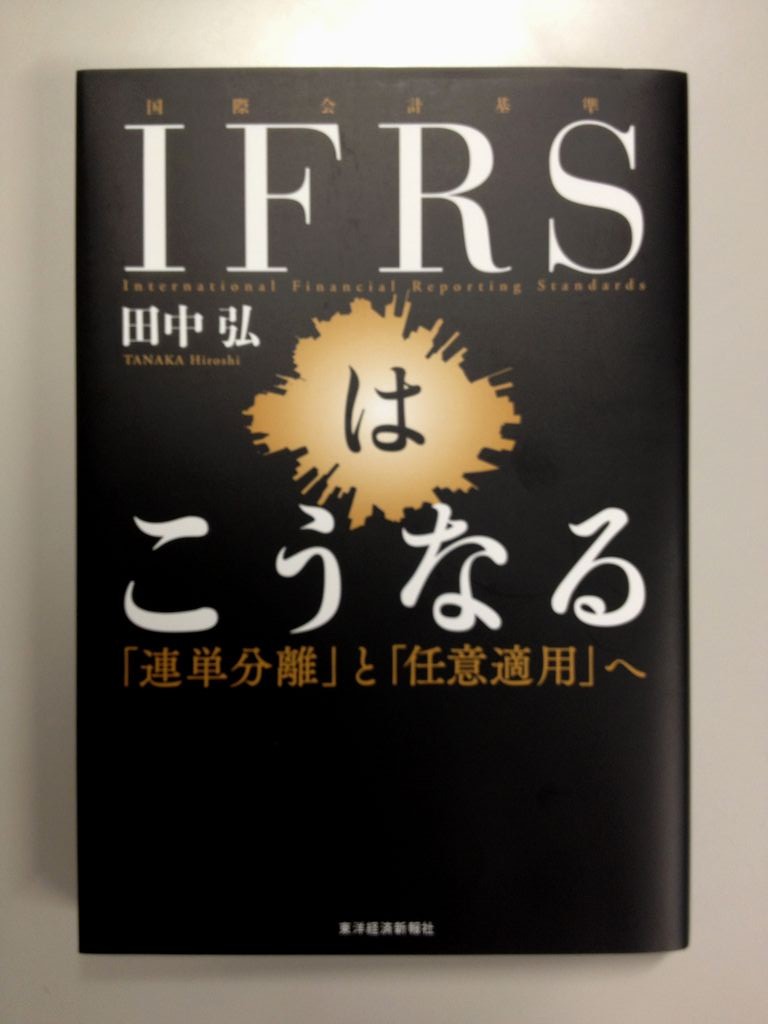 国際会計基準
IFRS
International Financial Reporting Standards
田中 弘
TANAKA Hiroshi
は
こうなる
「連単分離」と「任意適用」へ
東洋経済新報社